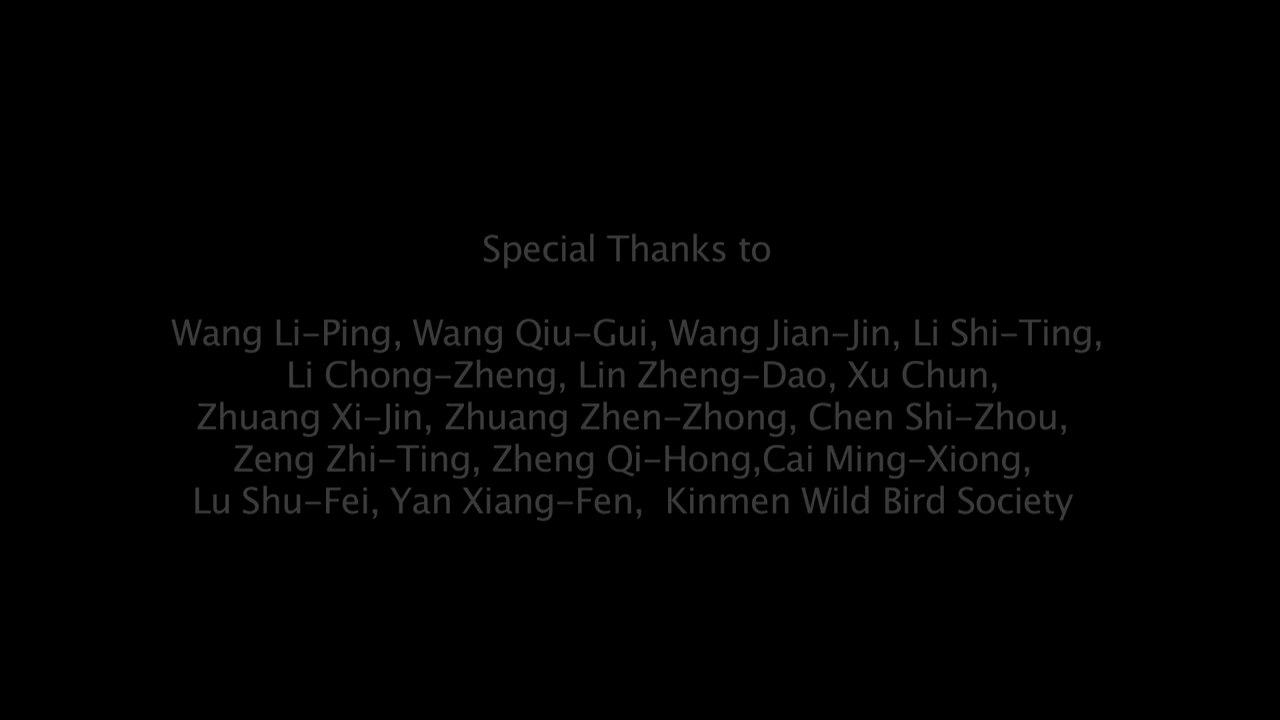 Special Thanks to
Wang Li-Ping, Wang Qiu-Gui, Wang Jian-Jin, Li Shi-Ting,
Li Chong-Zheng, Lin Zheng-Dao, Xu Chun,
Zhuang Xi-Jin, Zhuang Zhen-Zhong, Chen Shi-Zhou,
Zeng Zhi-Ting, Zheng Qi-Hong,Cai Ming-Xiong,
Lu Shu-Fei, Yan Xiang-Fen,  Kinmen Wild Bird Society